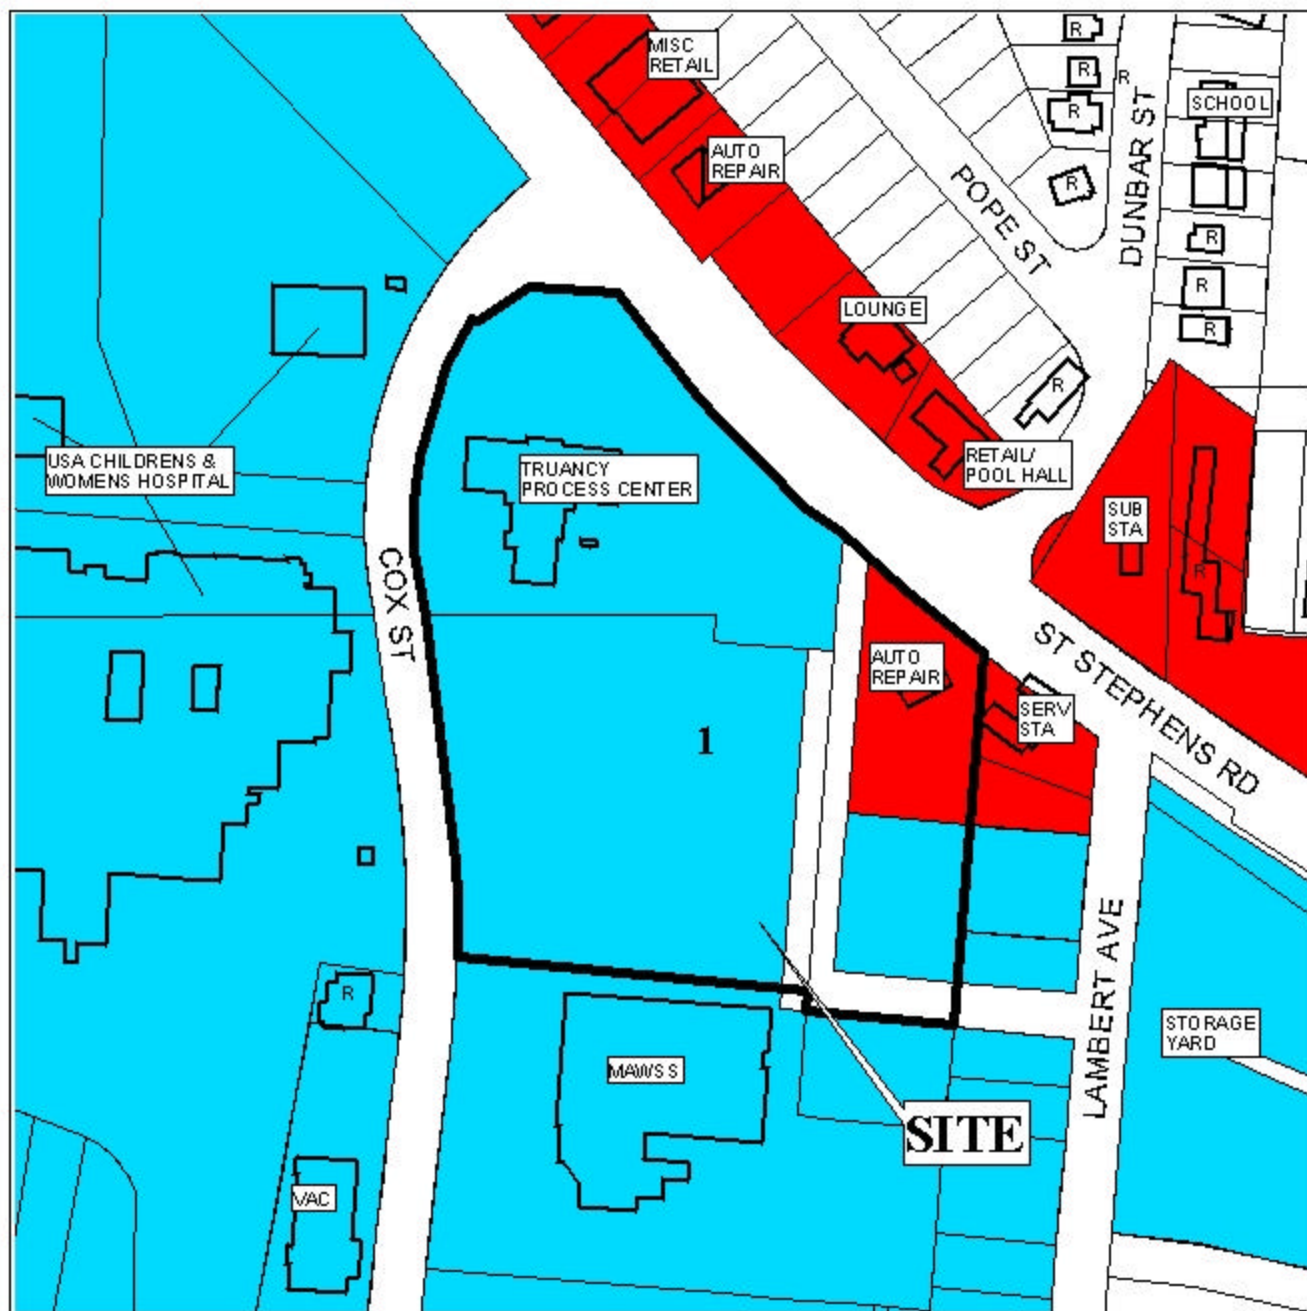 MISC
RETAIL
R
R
R
R
SCHOOL
AUTO
REPAIR
DUNBAR ST
POPE ST
R
R
LOUNGE
R
R
R
USA CHILDRENS &
WOMENS HOSPITAL
TRUANCY
PROCESS CENTER
RETAIL/
POOL HALL
SUB
STA
R
COX ST
AUTO
REPAIR
ST STEPHENS RD
SERV
STA
1
LAMBERT AVE
R
STORAGE
YARD
MAWSS
SITE
VAC